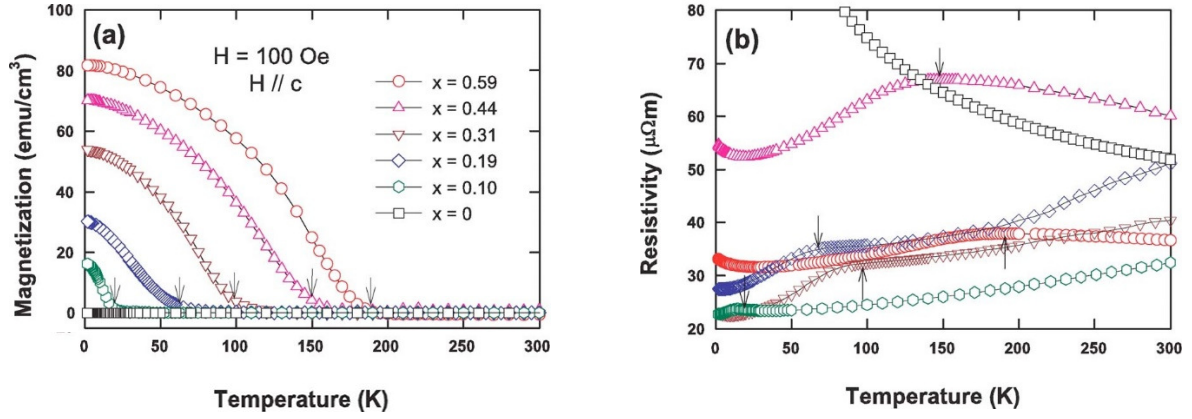 (a)
H = 100 Oe
H // c
x = 0.59
x = 0.44
x = 0.31
x = 0.19
x = 0.10
x = 0
Magnetization (emu/cm³)
100
80
60
40
20
0
0 50 100 150 200 250 300
Temperature (K)
(b)
Resistivity (μΩm)
80
70
60
50
40
30
20
0 50 100 150 200 250 300
Temperature (K)